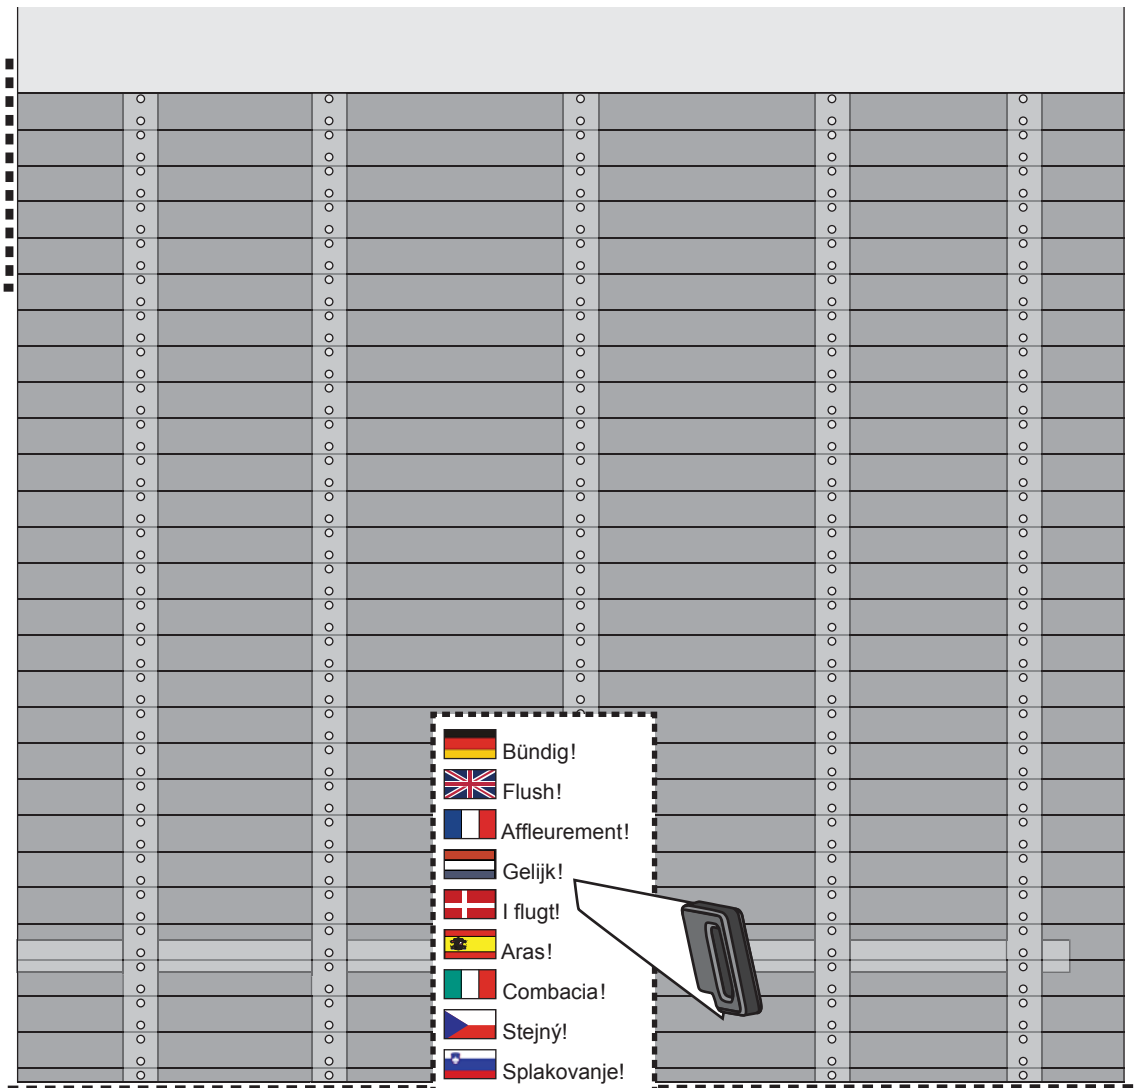 Bündig!
Flush!
Affleurement!
Gelijk!
I flugt!
Aras!
Combacia!
Stejný!
Splakovanje!